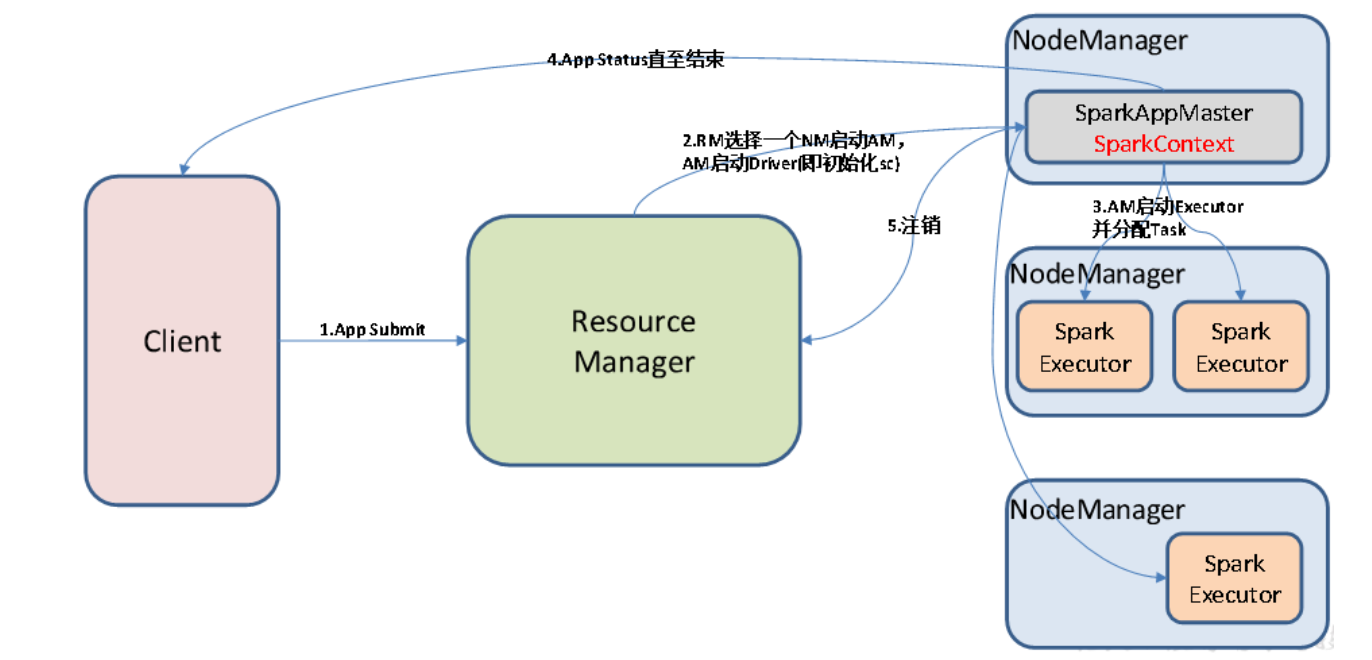 4.App Status直至结束
NodeManager
SparkAppMaster
SparkContext
2.RM选择一个NM启动AM，
AM启动Driver(即初始化sc)
3.AM启动Executor
并分配Task
5.注销
Client
1.App Submit
Resource
Manager
NodeManager
Spark
Executor
Spark
Executor
NodeManager
Spark
Executor